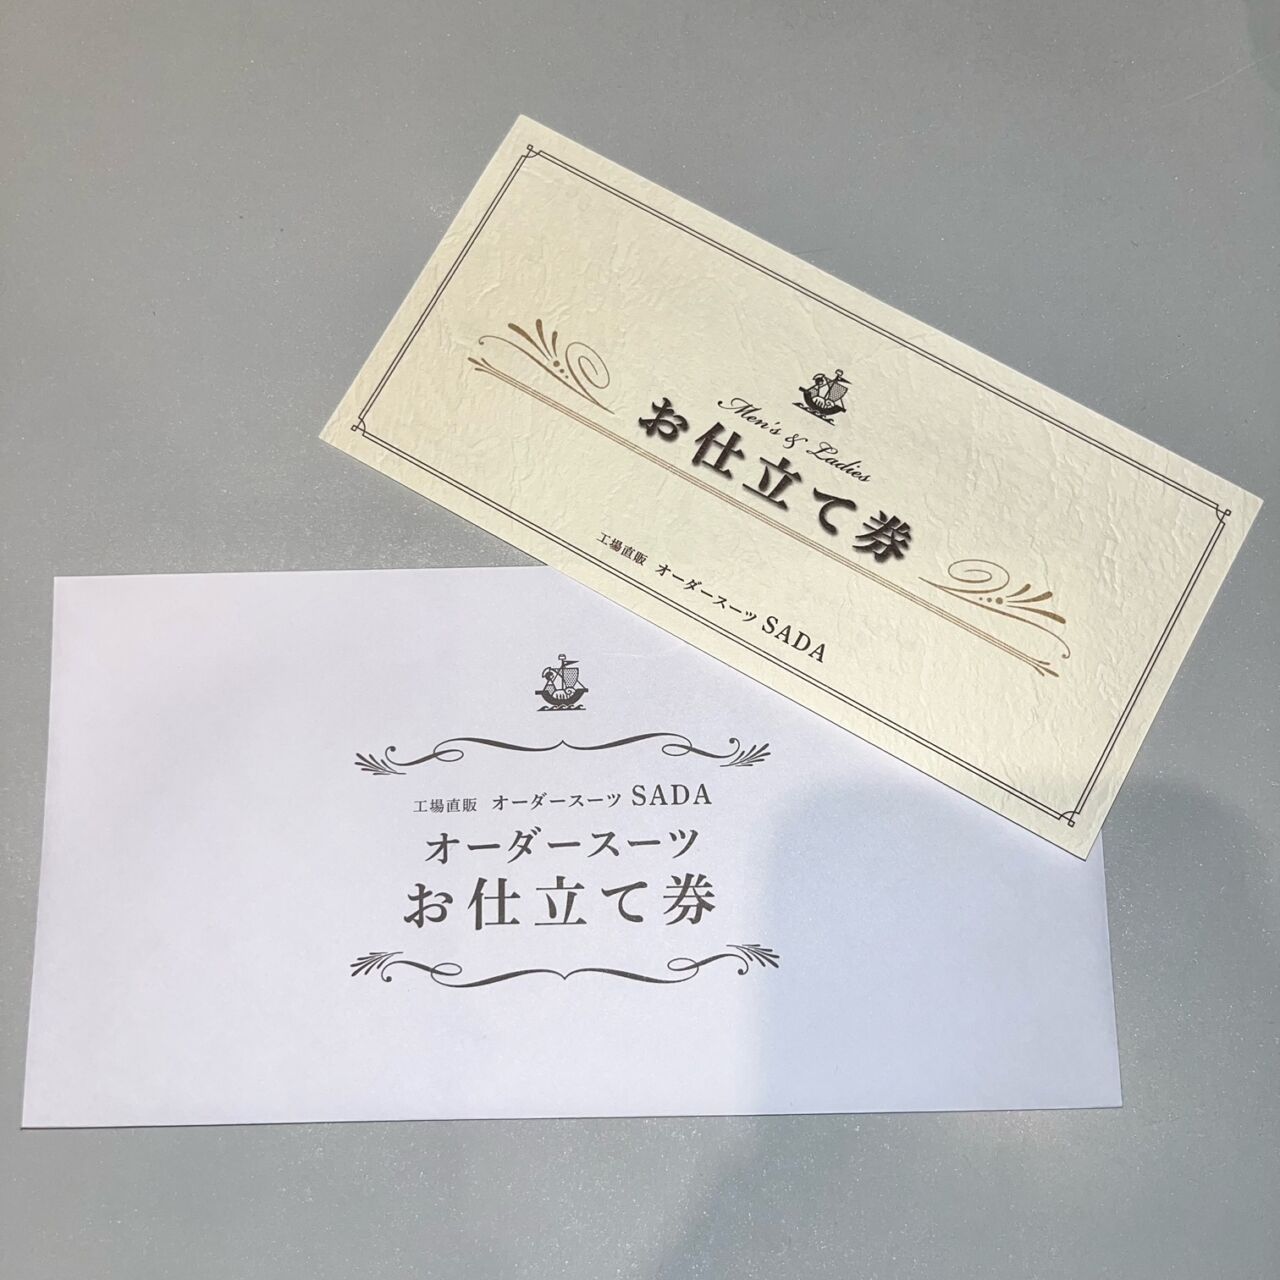 Men's & Ladies
お仕立て券
工場直販 オーダースーツ SADA
工場直販 オーダースーツ SADA
オーダースーツ
お仕立て券